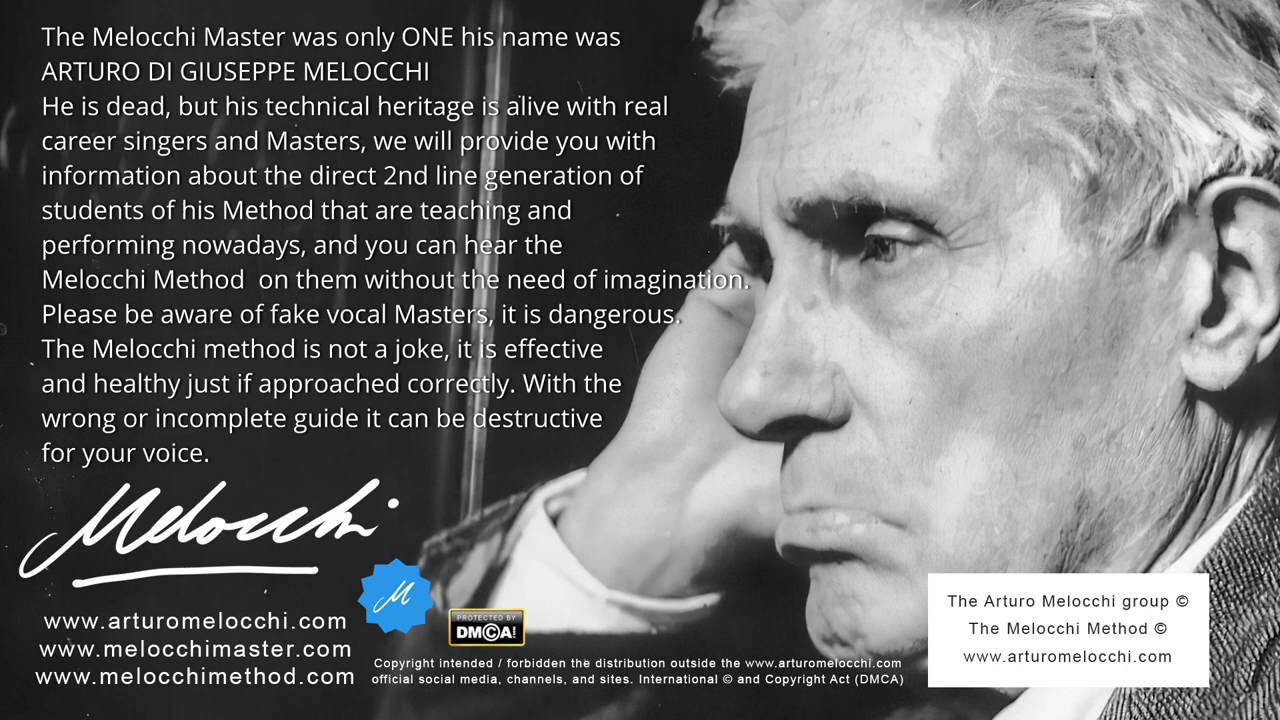 The Melocchi Master was only ONE his name was
ARTURO DI GIUSEPPE MELOCCHI
He is dead, but his technical heritage is alive with real
career singers and Masters, we will provide you with
information about the direct 2nd line generation of
students of his Method that are teaching and
performing nowadays, and you can hear the
Melocchi Method  on them without the need of imagination.
Please be aware of fake vocal Masters, it is dangerous.
The Melocchi method is not a joke, it is effective
and healthy just if approached correctly. With the
wrong or incomplete guide it can be destructive
for your voice.
Melocchi
M
www.arturomelocchi.com
www.melocchimaster.com
www.melocchimethod.com
PROTECTED BY
DMCA.com
Copyright intended / forbidden the distribution outside the www.arturomelocchi.com
official social media, channels, and sites. International © and Copyright Act (DMCA)
The Arturo Melocchi group ©
The Melocchi Method ©
www.arturomelocchi.com